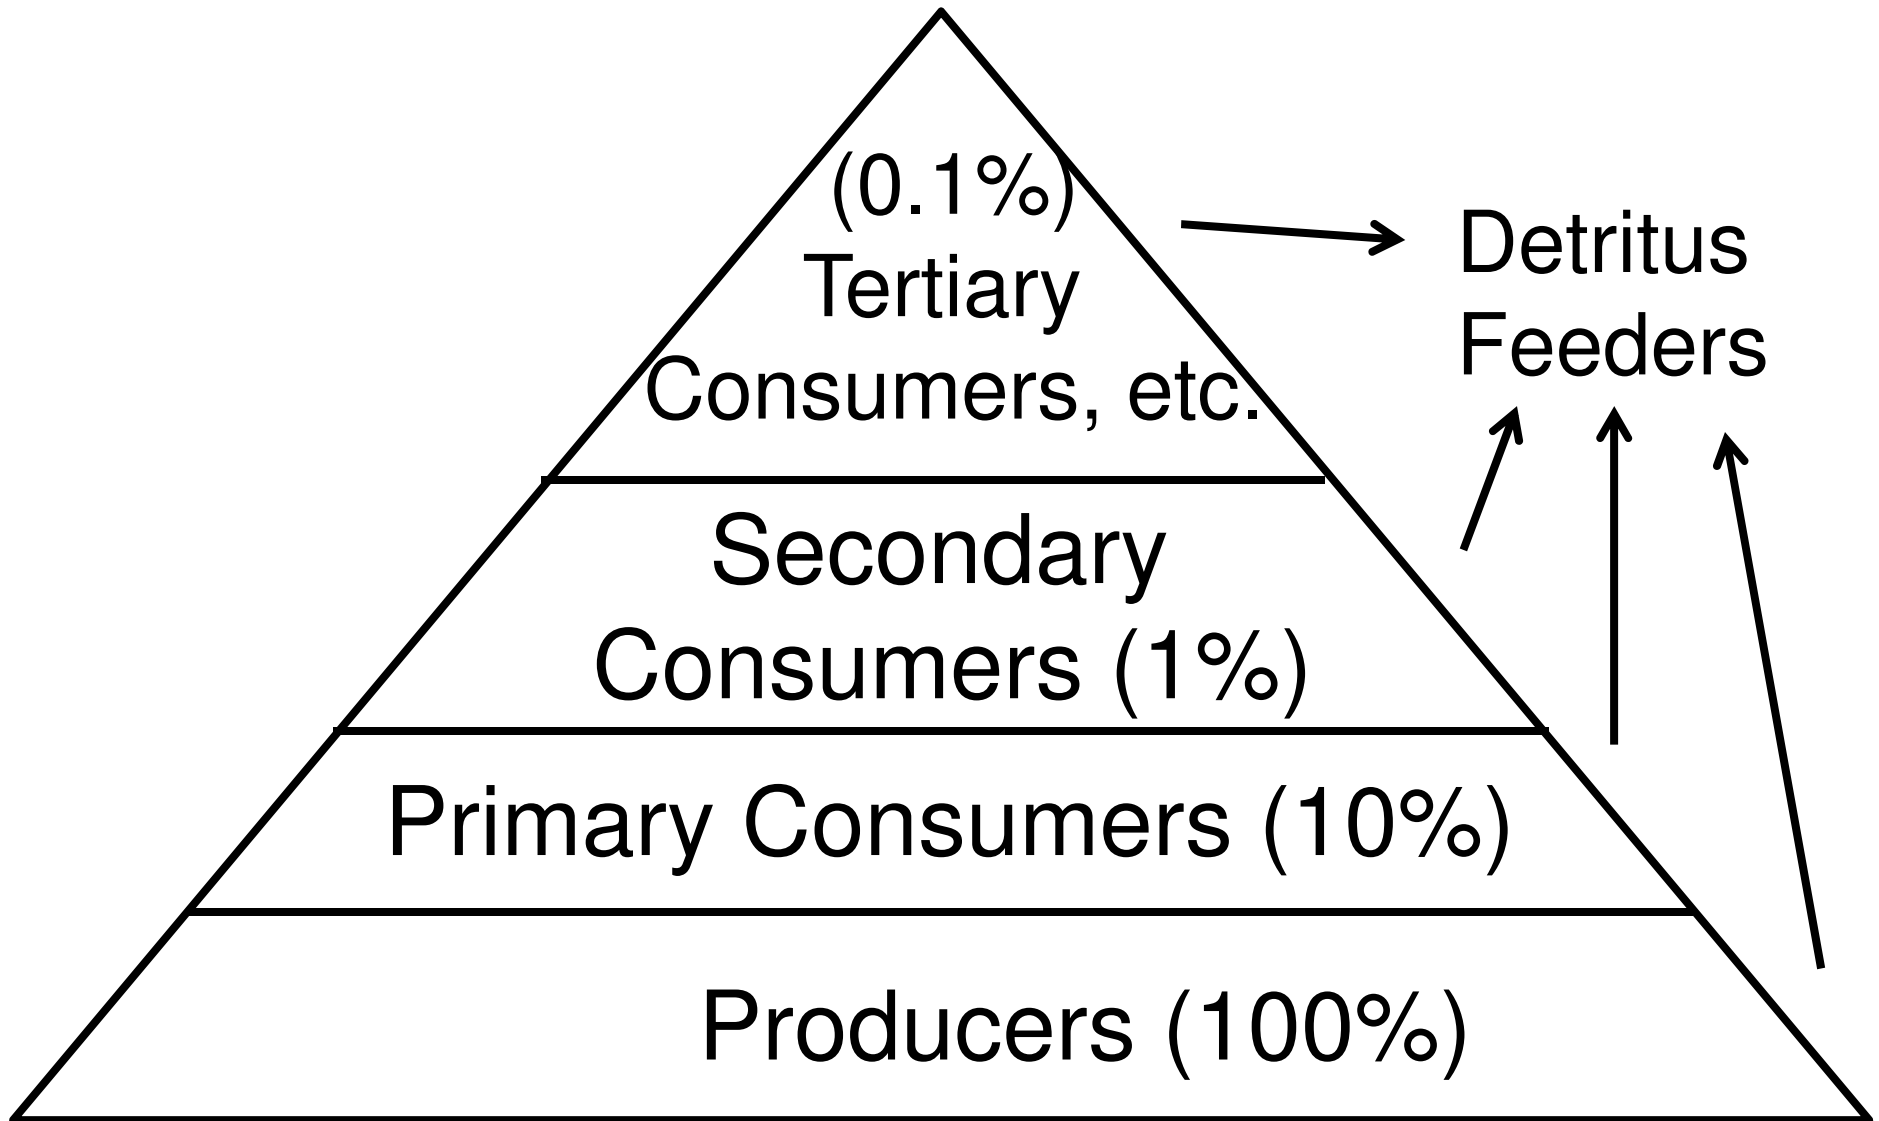 (0.1%)
Tertiary
Consumers, etc.
Detritus
Feeders
Secondary
Consumers (1%)
Primary Consumers (10%)
Producers (100%)